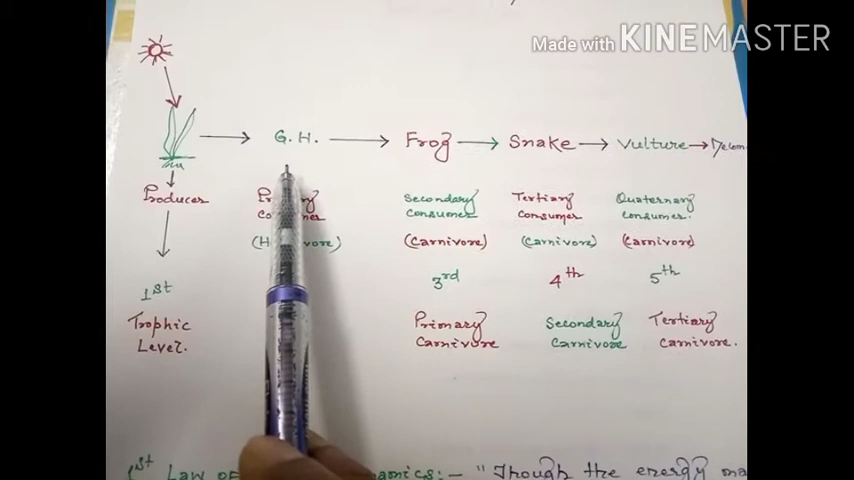 Made with KINEMASTER
G.H. Frog Snake Vulture
Producer Secondary consumer Tertiary consumer Quaternary consumer.
(Carnivore) (Carnivore) (Carnivore)
1st 3rd 4th 5th
Trophic Level. Primary Carnivore Secondary Carnivore Tertiary Carnivore.
1st Law of :- "Though the energy